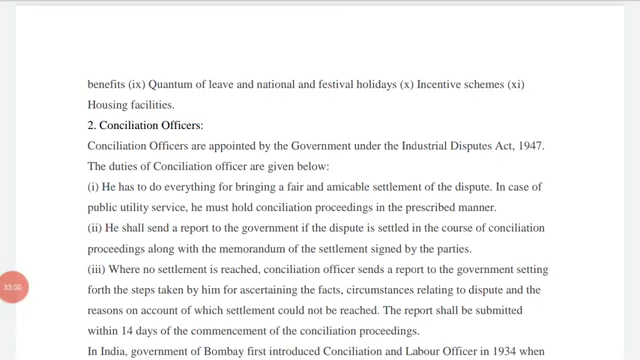 benefits (ix) Quantum of leave and national and festival holidays (x) Incentive schemes (xi)
Housing facilities.
2. Conciliation Officers:
Conciliation Officers are appointed by the Government under the Industrial Disputes Act, 1947.
The duties of Conciliation officer are given below:
(i) He has to do everything for bringing a fair and amicable settlement of the dispute. In case of
public utility service, he must hold conciliation proceedings in the prescribed manner.
(ii) He shall send a report to the government if the dispute is settled in the course of conciliation
proceedings along with the memorandum of the settlement signed by the parties.
(iii) Where no settlement is reached, conciliation officer sends a report to the government setting
33:00
forth the steps taken by him for ascertaining the facts, circumstances relating to dispute and the
reasons on account of which settlement could not be reached. The report shall be submitted
within 14 days of the commencement of the conciliation proceedings.
In India, government of Bombay first introduced Conciliation and Labour Officer in 1934 when